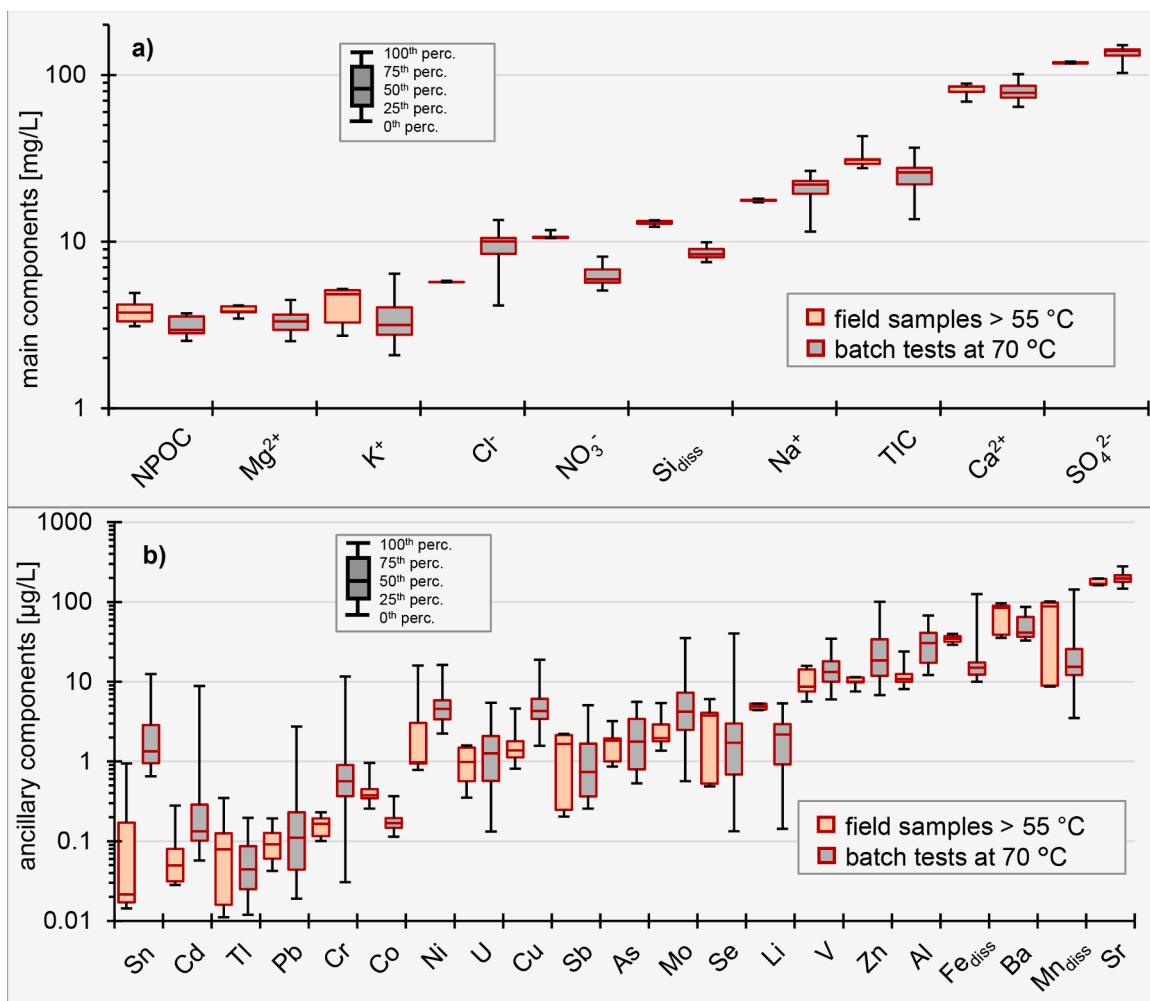 a)
100th perc.
75th perc.
50th perc.
25th perc.
0th perc.
main components [mg/L]
100
10
1
field samples > 55 °C
batch tests at 70 °C
NPOC Mg2+ K+ Cl- NO3- Sidiss Na+ TIC Ca2+ SO42-
b)
100th perc.
75th perc.
50th perc.
25th perc.
0th perc.
ancillary components [µg/L]
1000
100
10
1
0.1
0.01
field samples > 55 °C
batch tests at 70 °C
Sn Cd Tl Pb Cr Co Ni U Cu Sb As Mo Se Li V Zn Al Fediss Ba Mndiss Sr